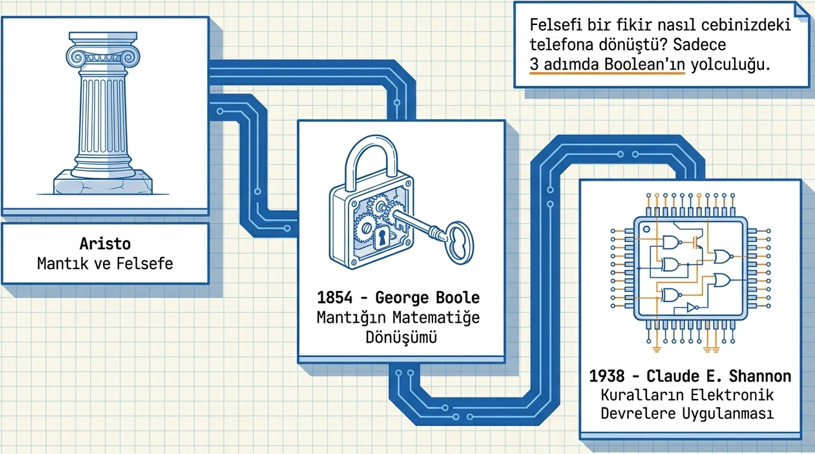 Felsefi bir fikir nasıl cebinizdeki
telefona dönüştü? Sadece
3 adımda Boolean'ın yolculuğu.
Aristo
Mantık ve Felsefe
1854 - George Boole
Mantığın Matematiğe
Dönüşümü
1938 - Claude E. Shannon
Kuralların Elektronik
Devrelere Uygulanması